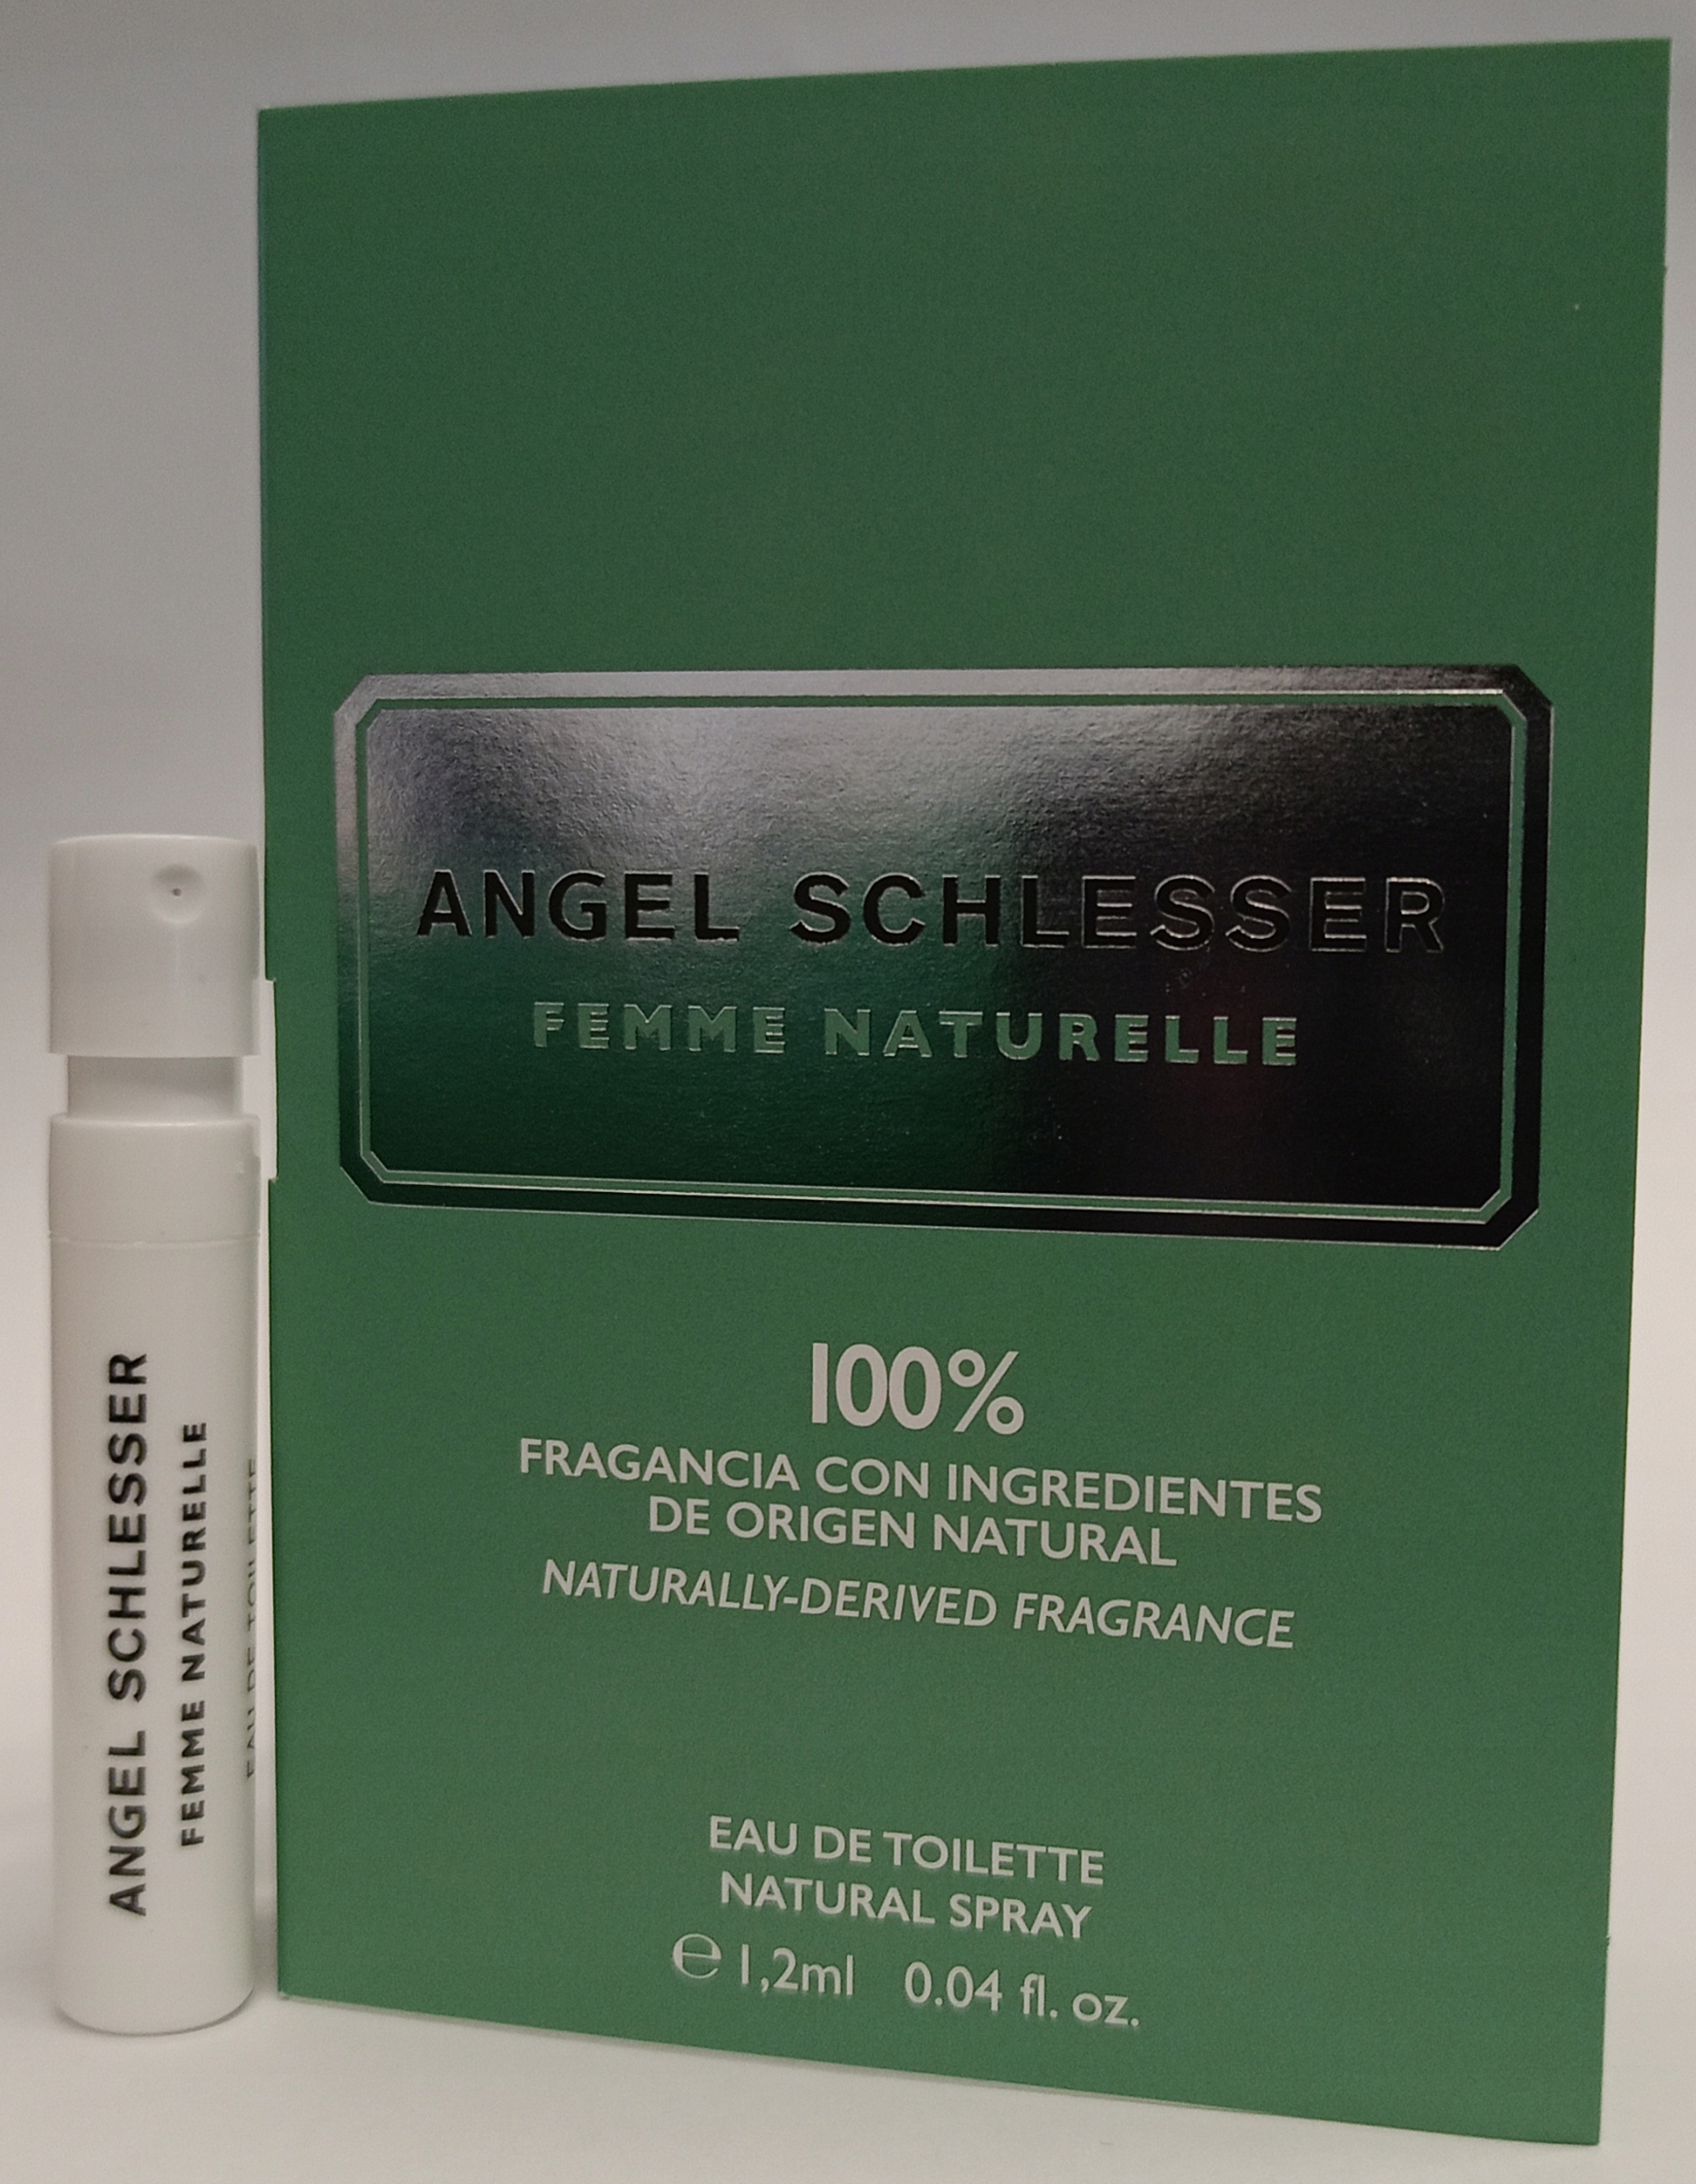 ANGEL SCHLESSER
FEMME NATURELLE
EAU DE TOILETTE
ANGEL SCHLESSER
FEMME NATURELLE
100%
FRAGANCIA CON INGREDIENTES
DE ORIGEN NATURAL
NATURALLY-DERIVED FRAGRANCE
EAU DE TOILETTE
NATURAL SPRAY
℮ 1,2ml 0.04 fl. oz.